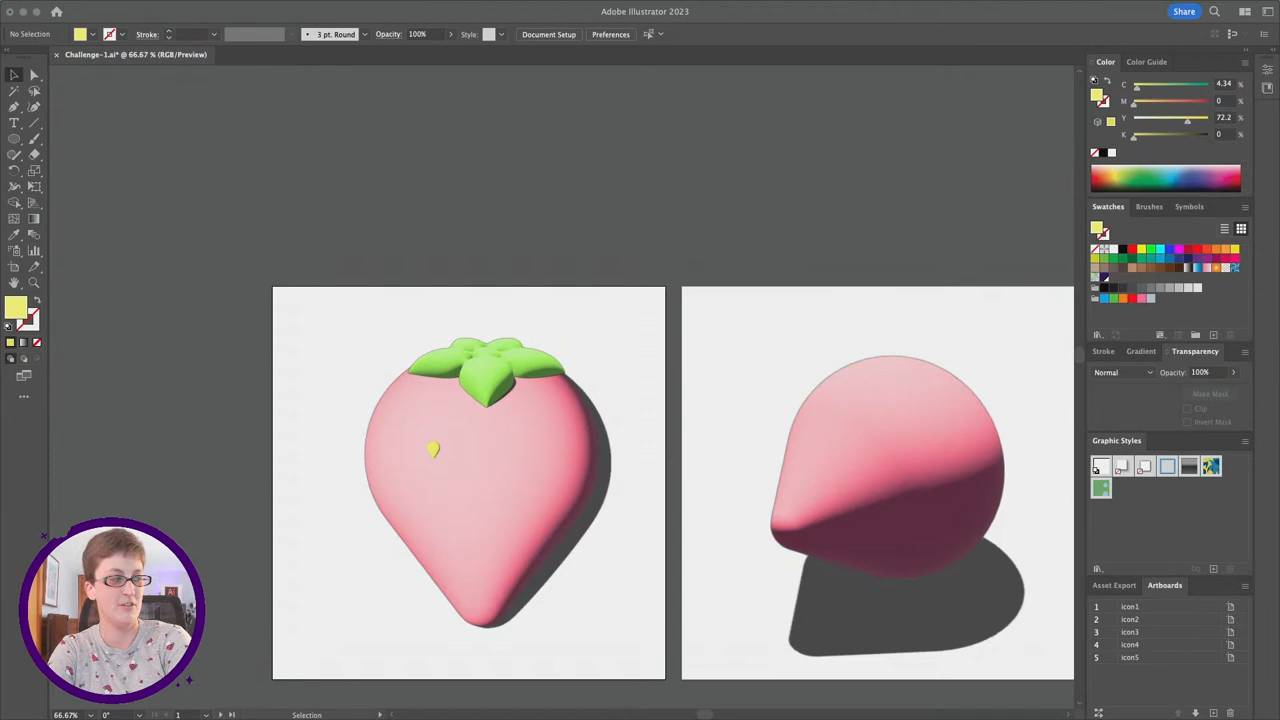 Adobe Illustrator 2023
Share
No Selection
Stroke:
3 pt. Round
Opacity:
100%
Style:
Document Setup
Preferences
Challenge-1.ai* @ 66.67 % (RGB/Preview)
Color
Color Guide
C
4.34
%
M
0
%
Y
72.2
%
K
0
%
Swatches
Brushes
Symbols
Stroke
Gradient
Transparency
Normal
Opacity:
100%
Make Mask
Clip
Invert Mask
Graphic Styles
Asset Export
Artboards
1
icon1
2
icon2
3
icon3
4
icon4
5
icon5
66.67%
0°
1
Selection